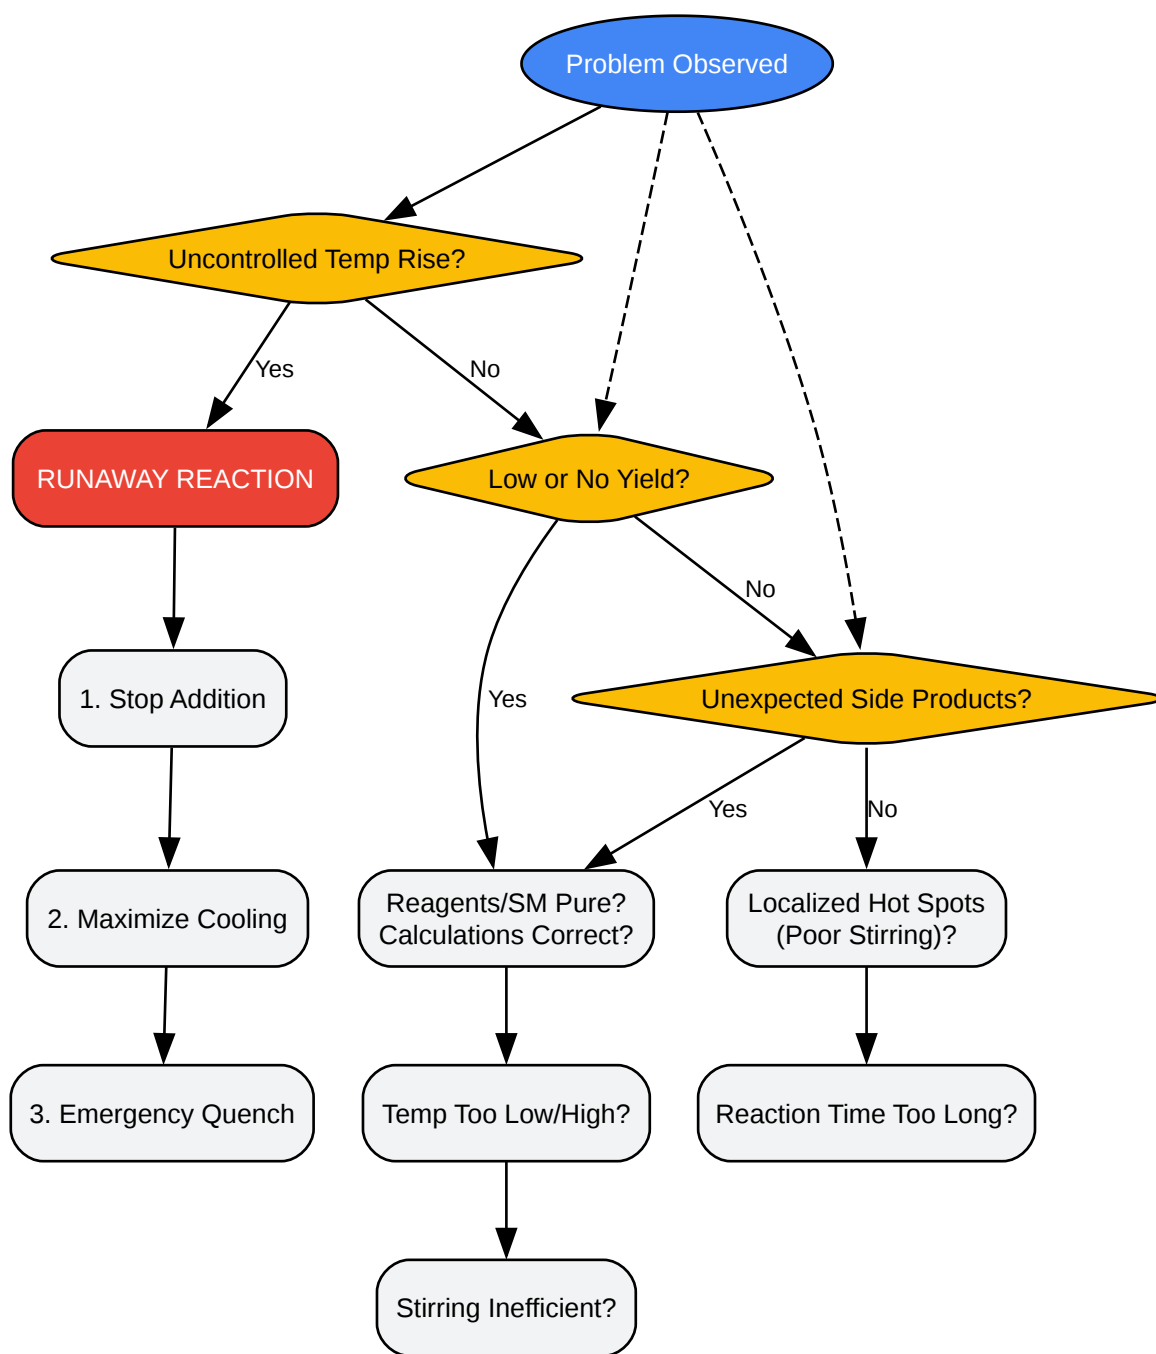 Problem Observed
Uncontrolled Temp Rise?
Yes
No
RUNAWAY REACTION
Low or No Yield?
No
1. Stop Addition
Yes
Unexpected Side Products?
Yes
No
2. Maximize Cooling
Reagents/SM Pure?
Calculations Correct?
Localized Hot Spots
(Poor Stirring)?
3. Emergency Quench
Temp Too Low/High?
Reaction Time Too Long?
Stirring Inefficient?